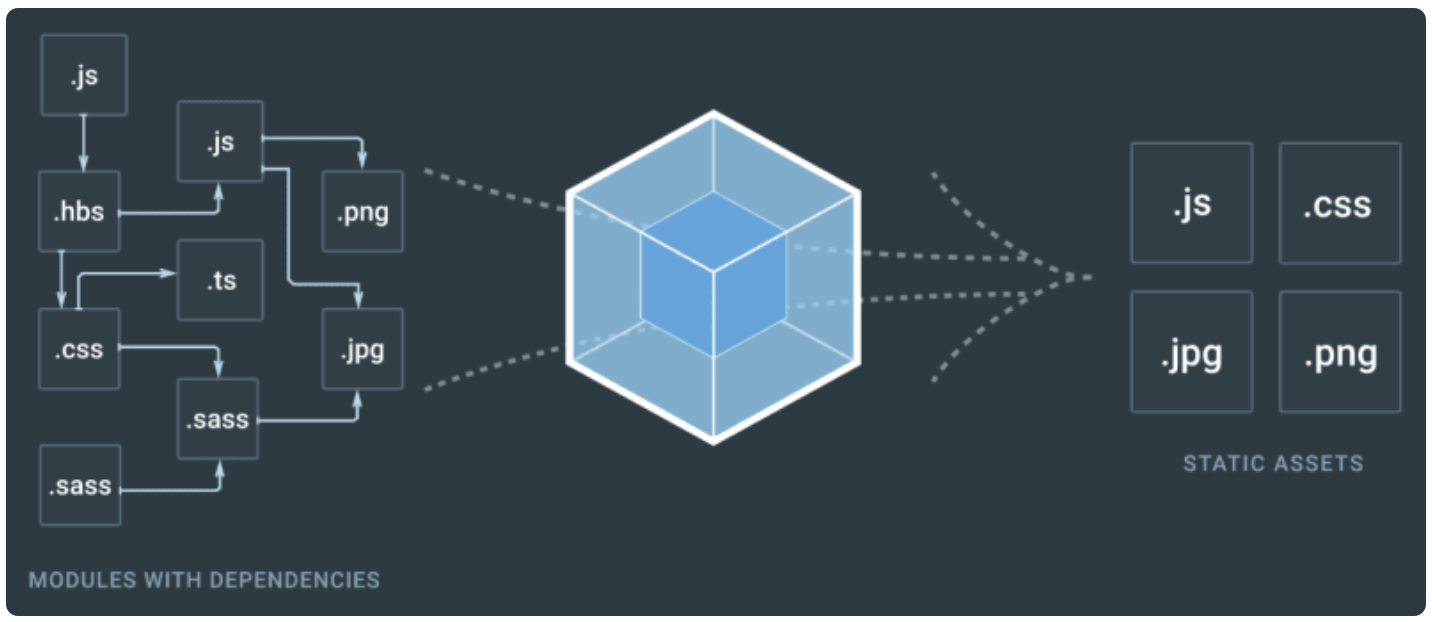 .js
.js
.hbs
.png
.ts
.css
.jpg
.sass
.sass
MODULES WITH DEPENDENCIES
.js
.css
.jpg
.png
STATIC ASSETS